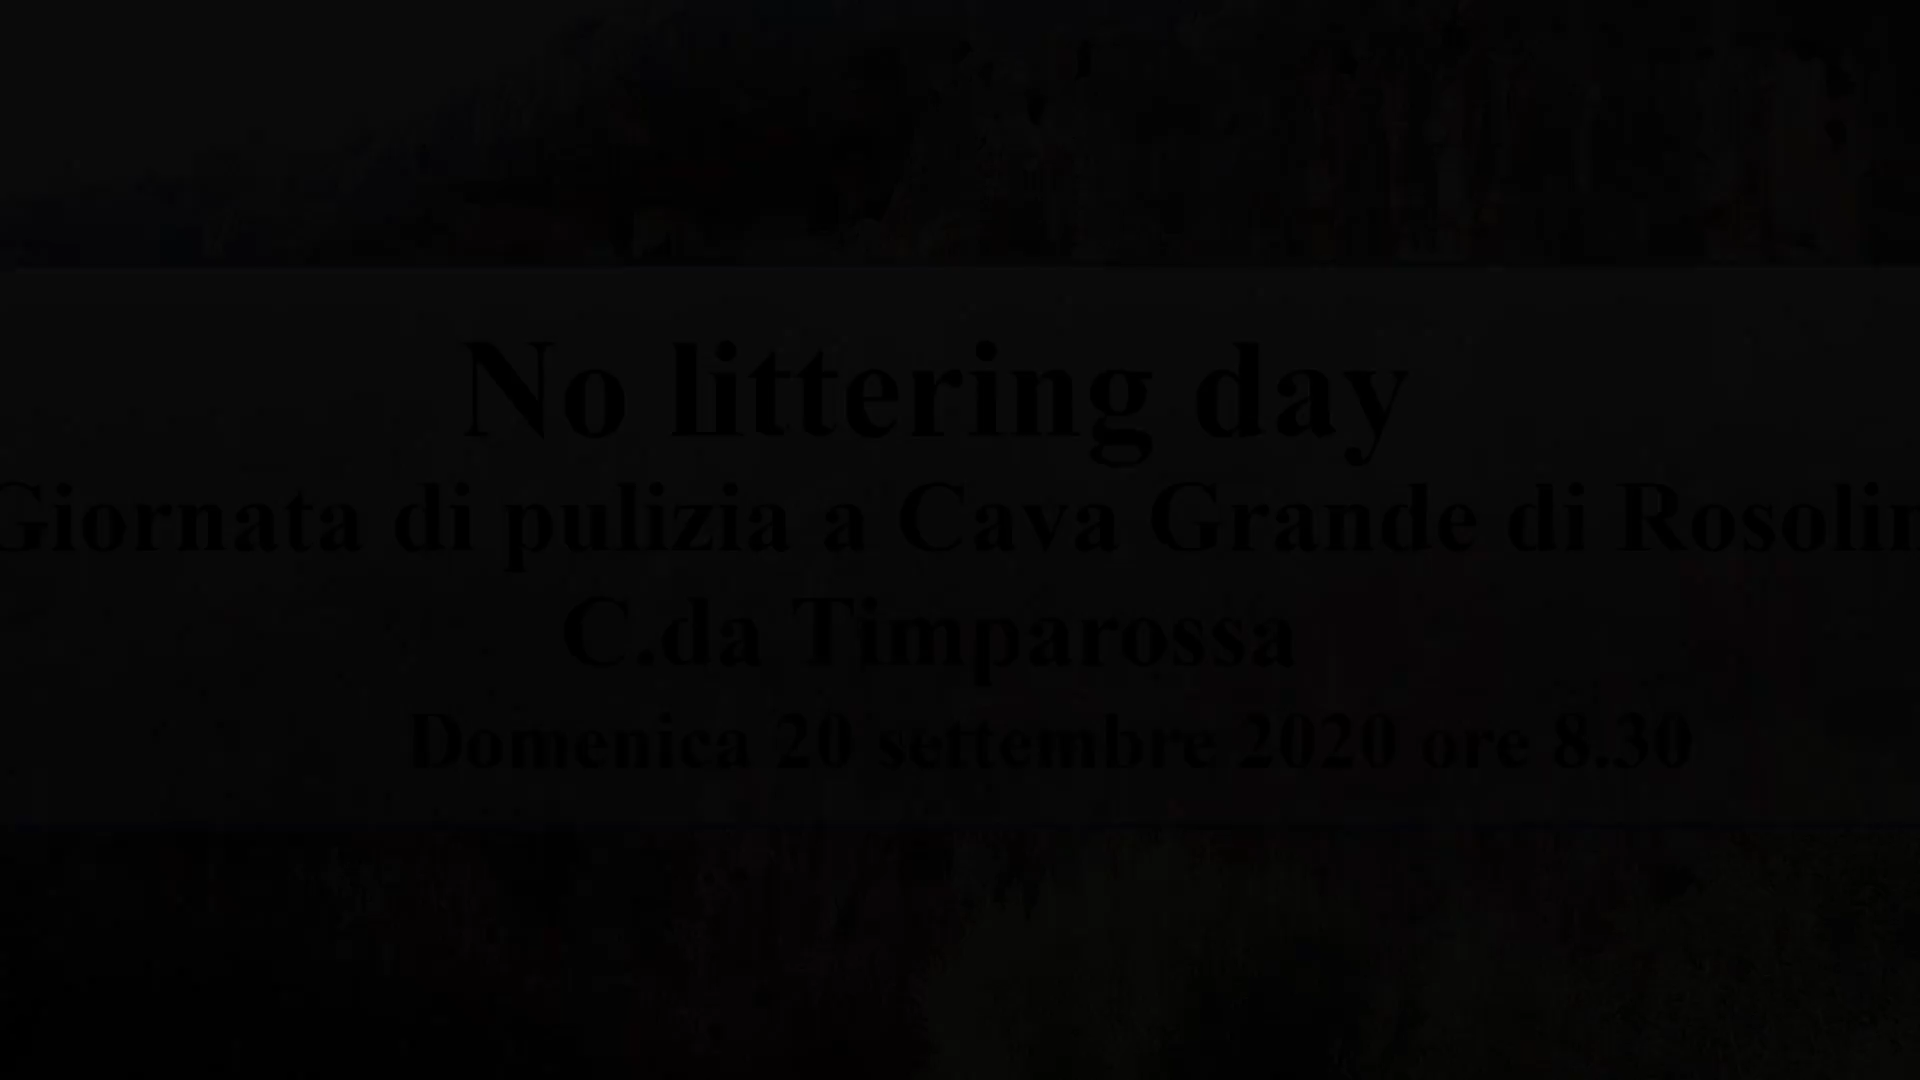 No littering day
Giornata di pulizia a Cava Grande di Rosolin
C.da Timparossa
Domenica 20 settembre 2020 ore 8.30